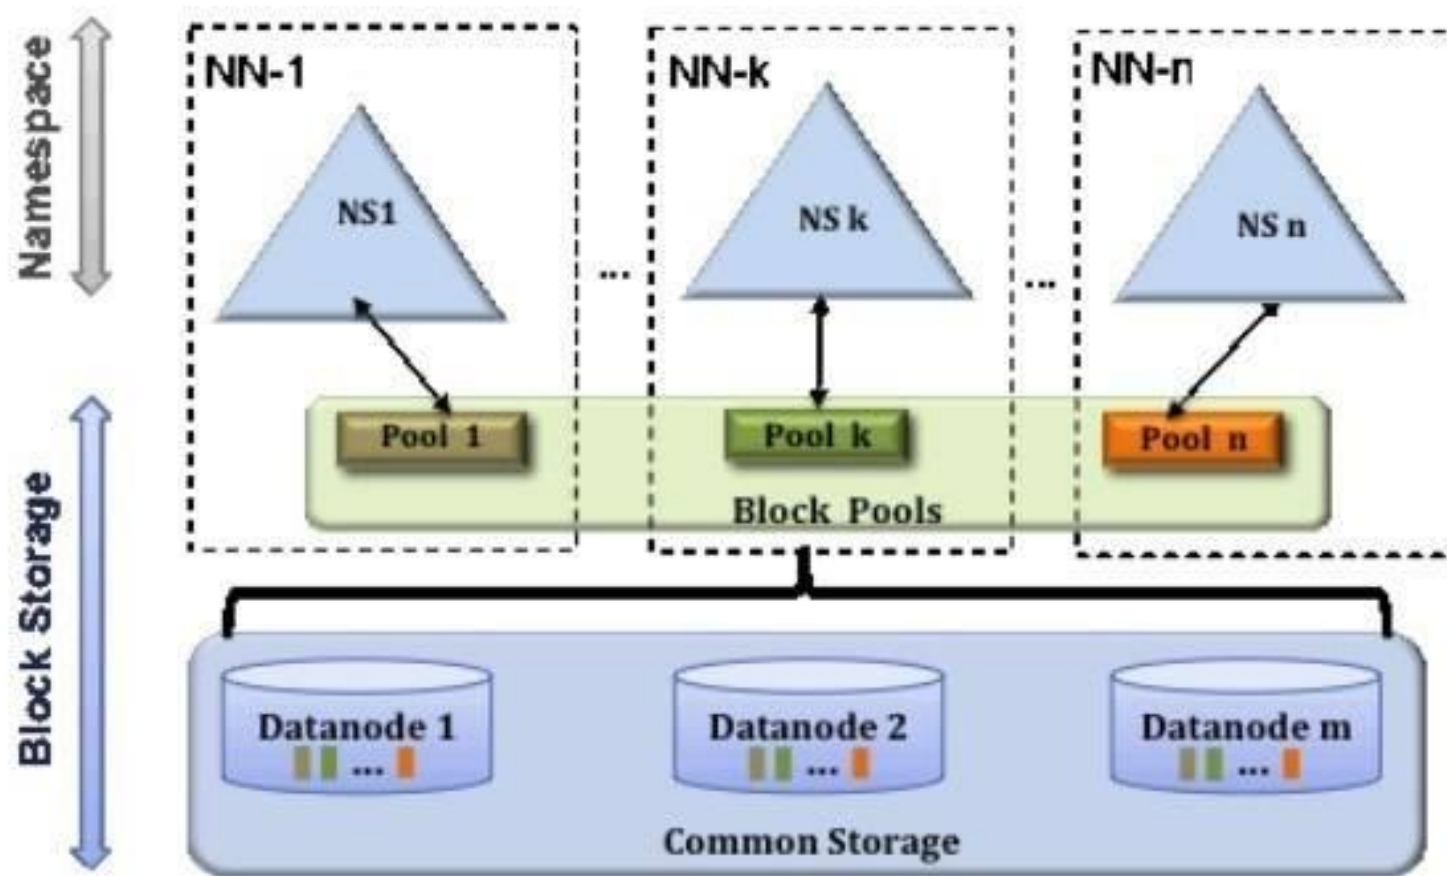 Namespace
NN-1
NN-k
NN-n
NS1
NS k
NS n
...
...
Block Storage
Pool 1
Pool k
Pool n
Block Pools
Datanode 1
...
Datanode 2
...
Datanode m
...
Common Storage